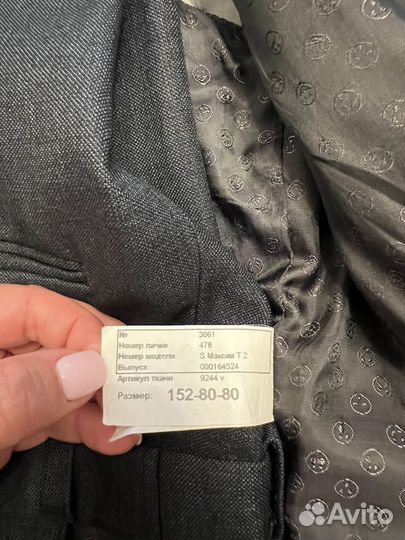 № 3061
Номер пачки 478
Номер модели S Максим Т.2
Выпуск 000164524
Артикул ткани 9244 v
Размер: 152-80-80
Avito